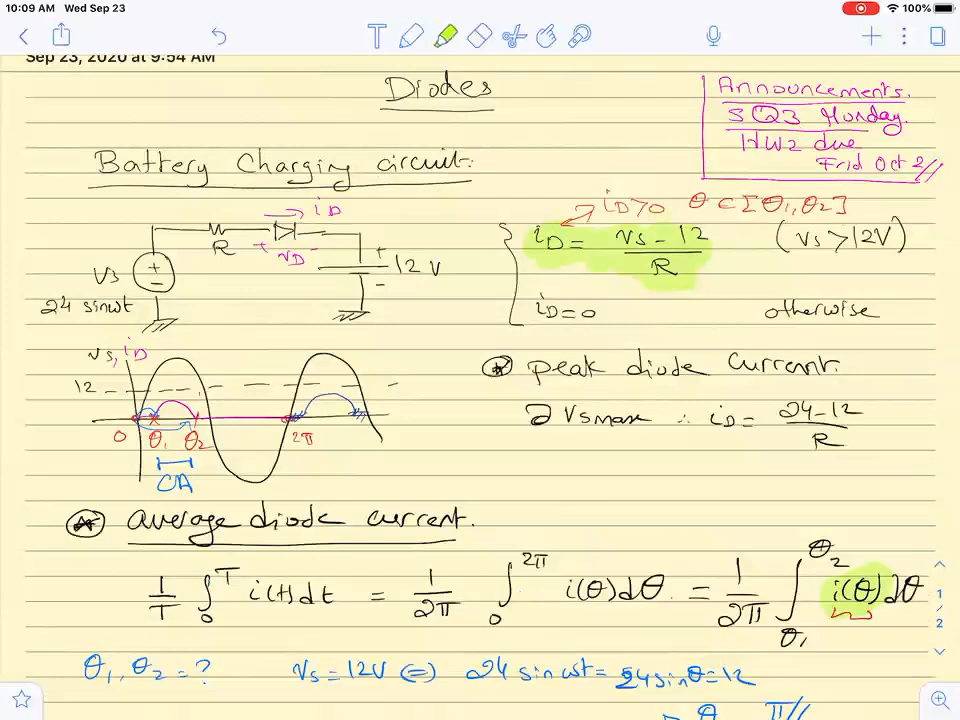 10:09 AM Wed Sep 23
100%
Sep 23, 2020 at 9:54 AM
Diodes
Announcements.
SQ3 Monday.
HW2 due
Frid Oct 2//
Battery Charging circuit:
iD>0 θ ⊂ [θ1, θ2]
iD
R
+ vD -
+
12 V
-
Vs
+
-
24 sinωt
iD = (vs - 12)/R (vs > 12V)
iD = 0 otherwise
vs, iD
12
0 θ1 θ2 2π
CA
* peak diode current.
∂ Vsmax ∴ iD = (24-12)/R
* average diode current.
1/T ∫0^T i(t)dt = 1/2π ∫0^2π i(θ)dθ = 1/2π ∫θ1^θ2 i(θ)dθ
θ1, θ2 = ? vs = 12V (=) 24 sinωt = 24 sinθ = 12
1
/
2
θ π//